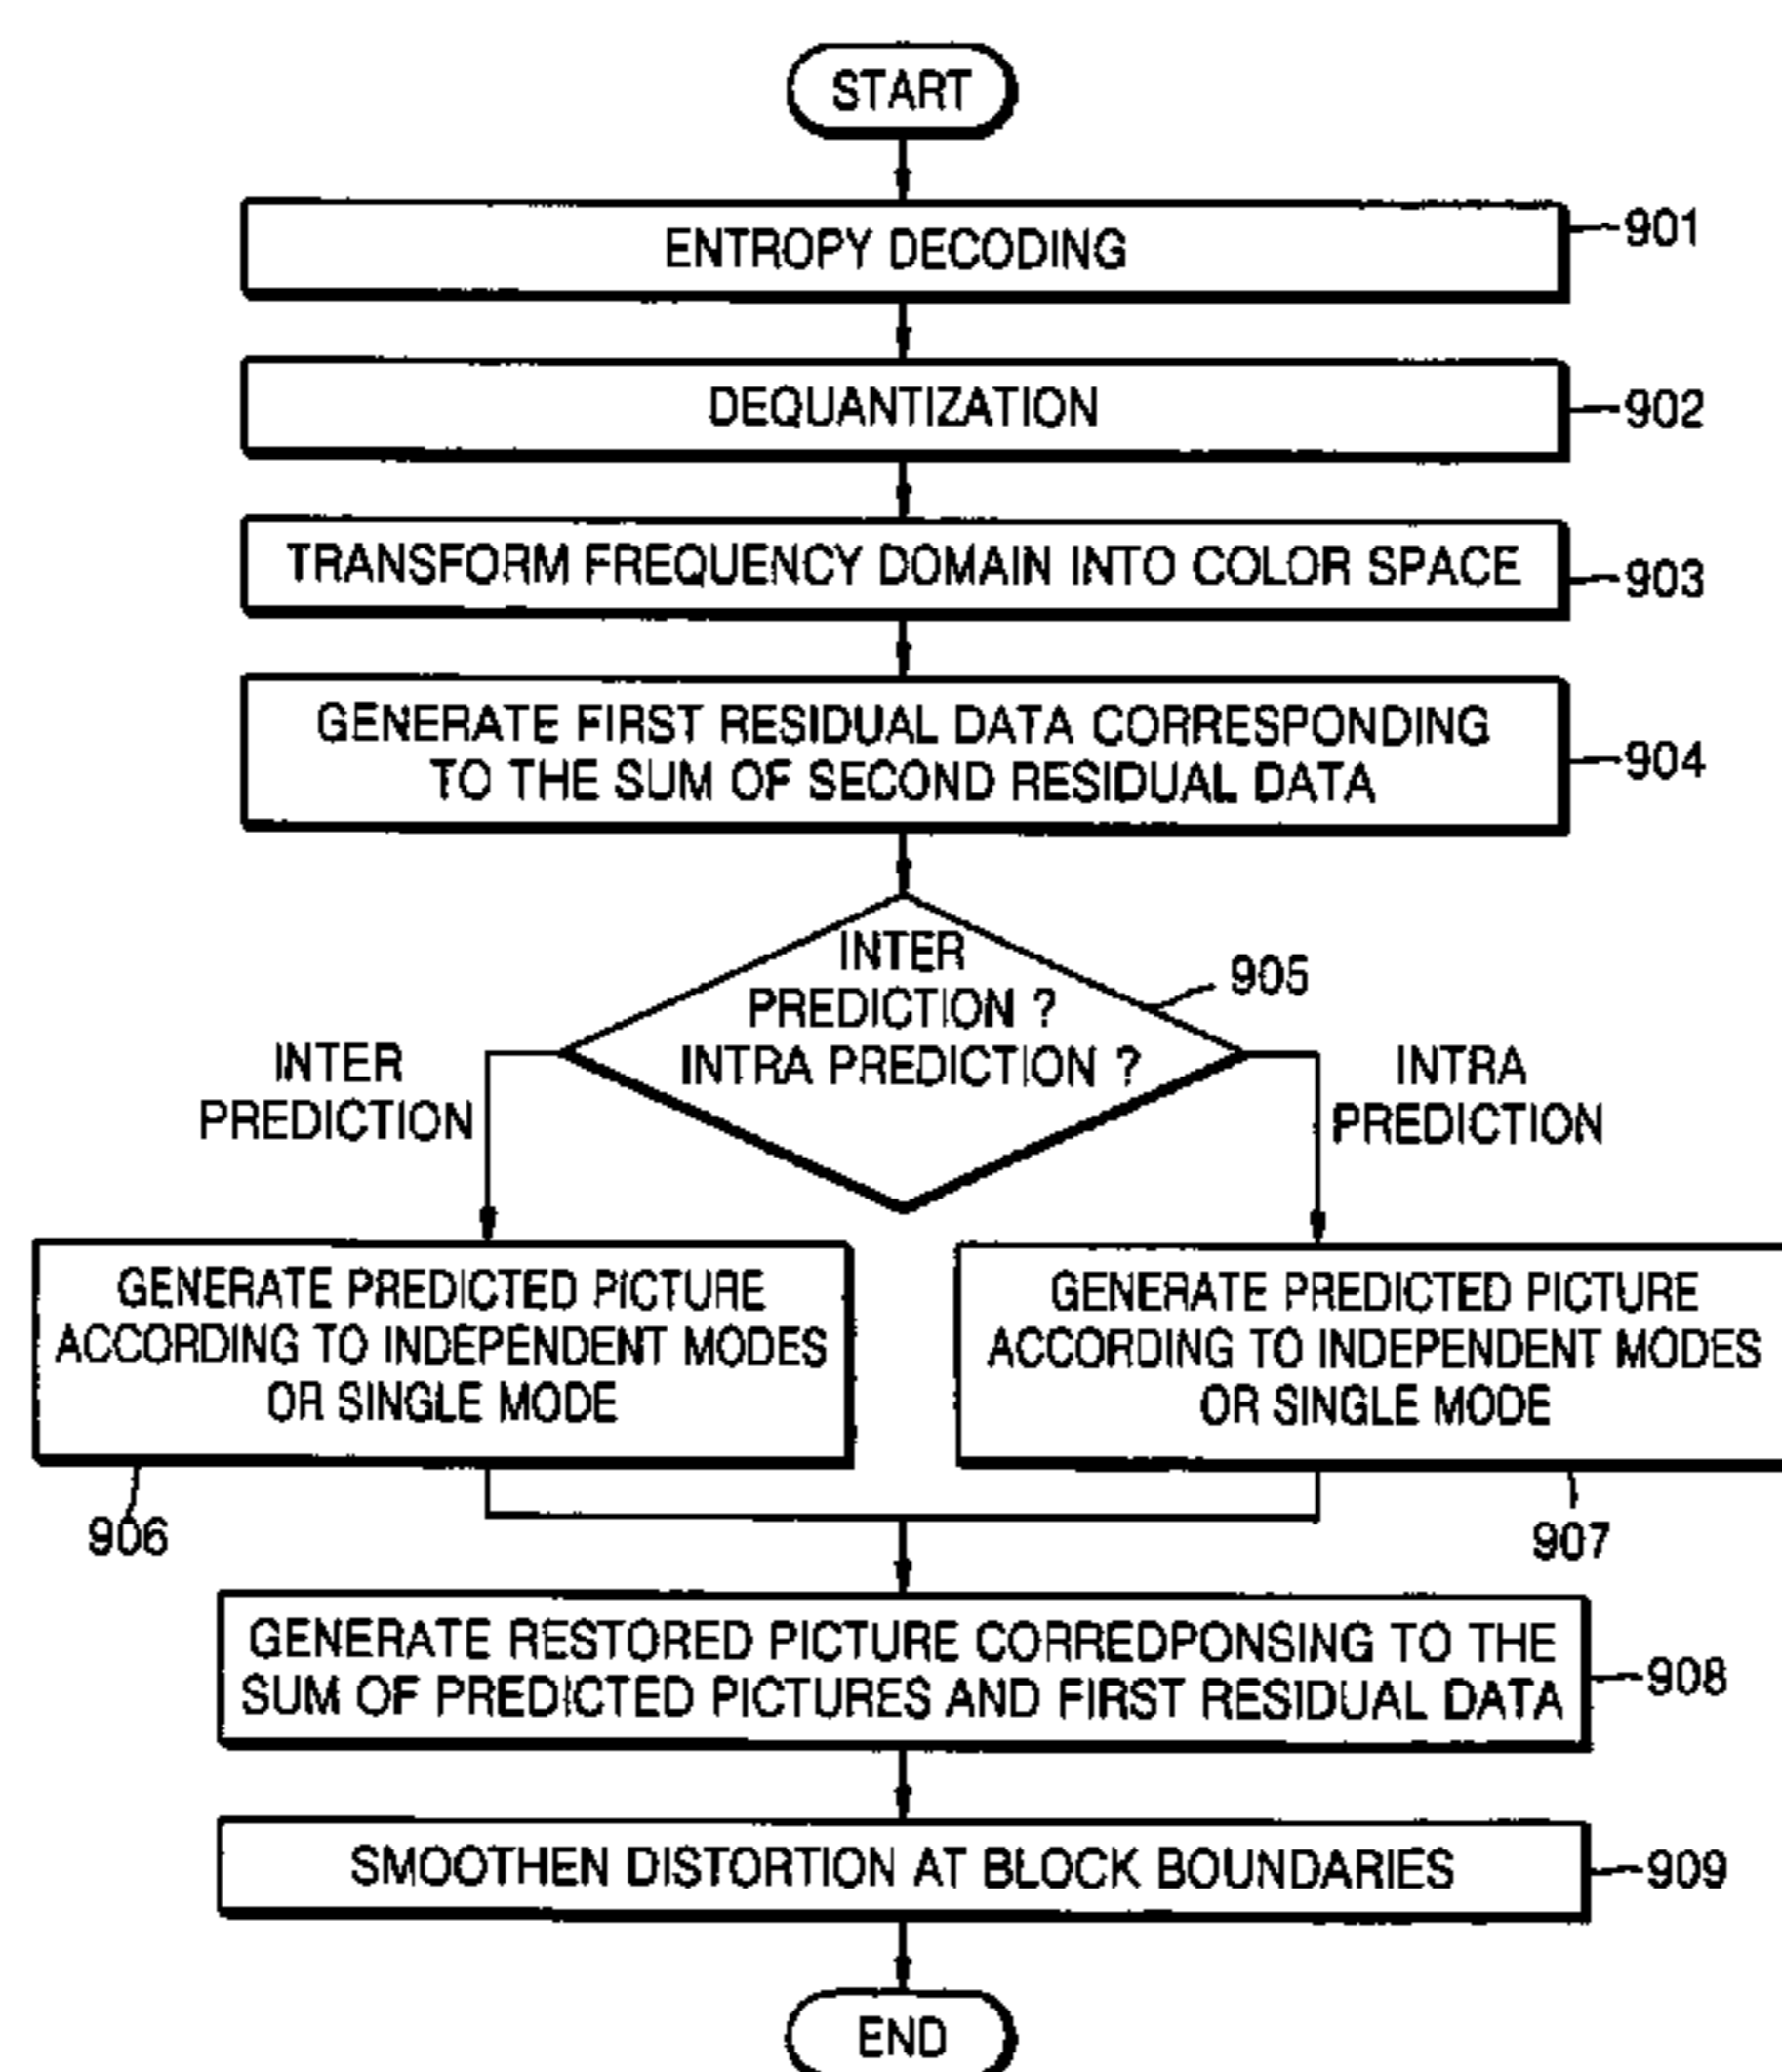 START
ENTROPY DECODING
901
DEQUANTIZATION
902
TRANSFORM FREQUENCY DOMAIN INTO COLOR SPACE
903
GENERATE FIRST RESIDUAL DATA CORRESPONDING
TO THE SUM OF SECOND RESIDUAL DATA
904
INTER
PREDICTION ?
INTRA PREDICTION ?
905
INTER
PREDICTION
INTRA
PREDICTION
GENERATE PREDICTED PICTURE
ACCORDING TO INDEPENDENT MODES
OR SINGLE MODE
906
GENERATE PREDICTED PICTURE
ACCORDING TO INDEPENDENT MODES
OR SINGLE MODE
907
GENERATE RESTORED PICTURE CORREDPONSING TO THE
SUM OF PREDICTED PICTURES AND FIRST RESIDUAL DATA
908
SMOOTHEN DISTORTION AT BLOCK BOUNDARIES
909
END